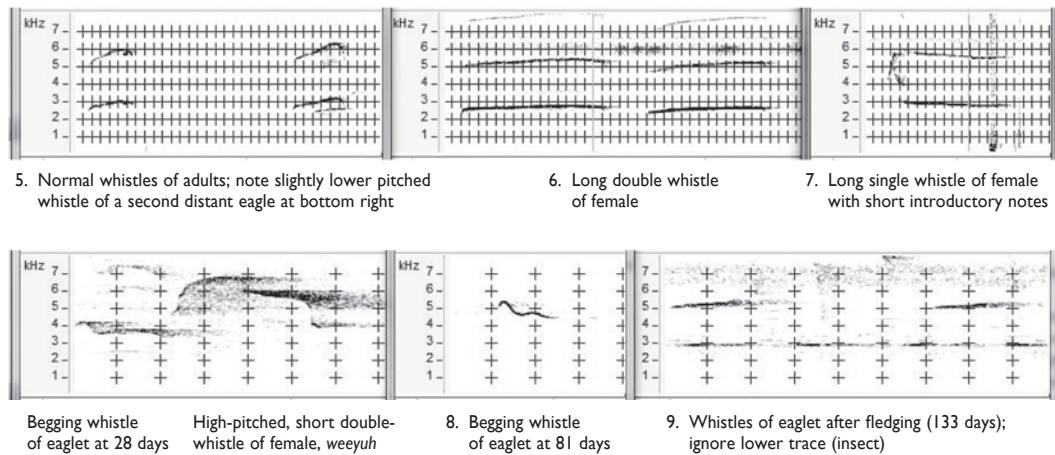 kHz
7
6
5
4
3
2
1
kHz
7
6
5
4
3
2
1
kHz
7
6
5
4
3
2
1
5. Normal whistles of adults; note slightly lower pitched
whistle of a second distant eagle at bottom right
6. Long double whistle
of female
7. Long single whistle of female
with short introductory notes
kHz
7
6
5
4
3
2
1
kHz
7
6
5
4
3
2
1
kHz
7
6
5
4
3
2
1
Begging whistle
of eaglet at 28 days
High-pitched, short double-
whistle of female, weeyuh
8. Begging whistle
of eaglet at 81 days
9. Whistles of eaglet after fledging (133 days);
ignore lower trace (insect)